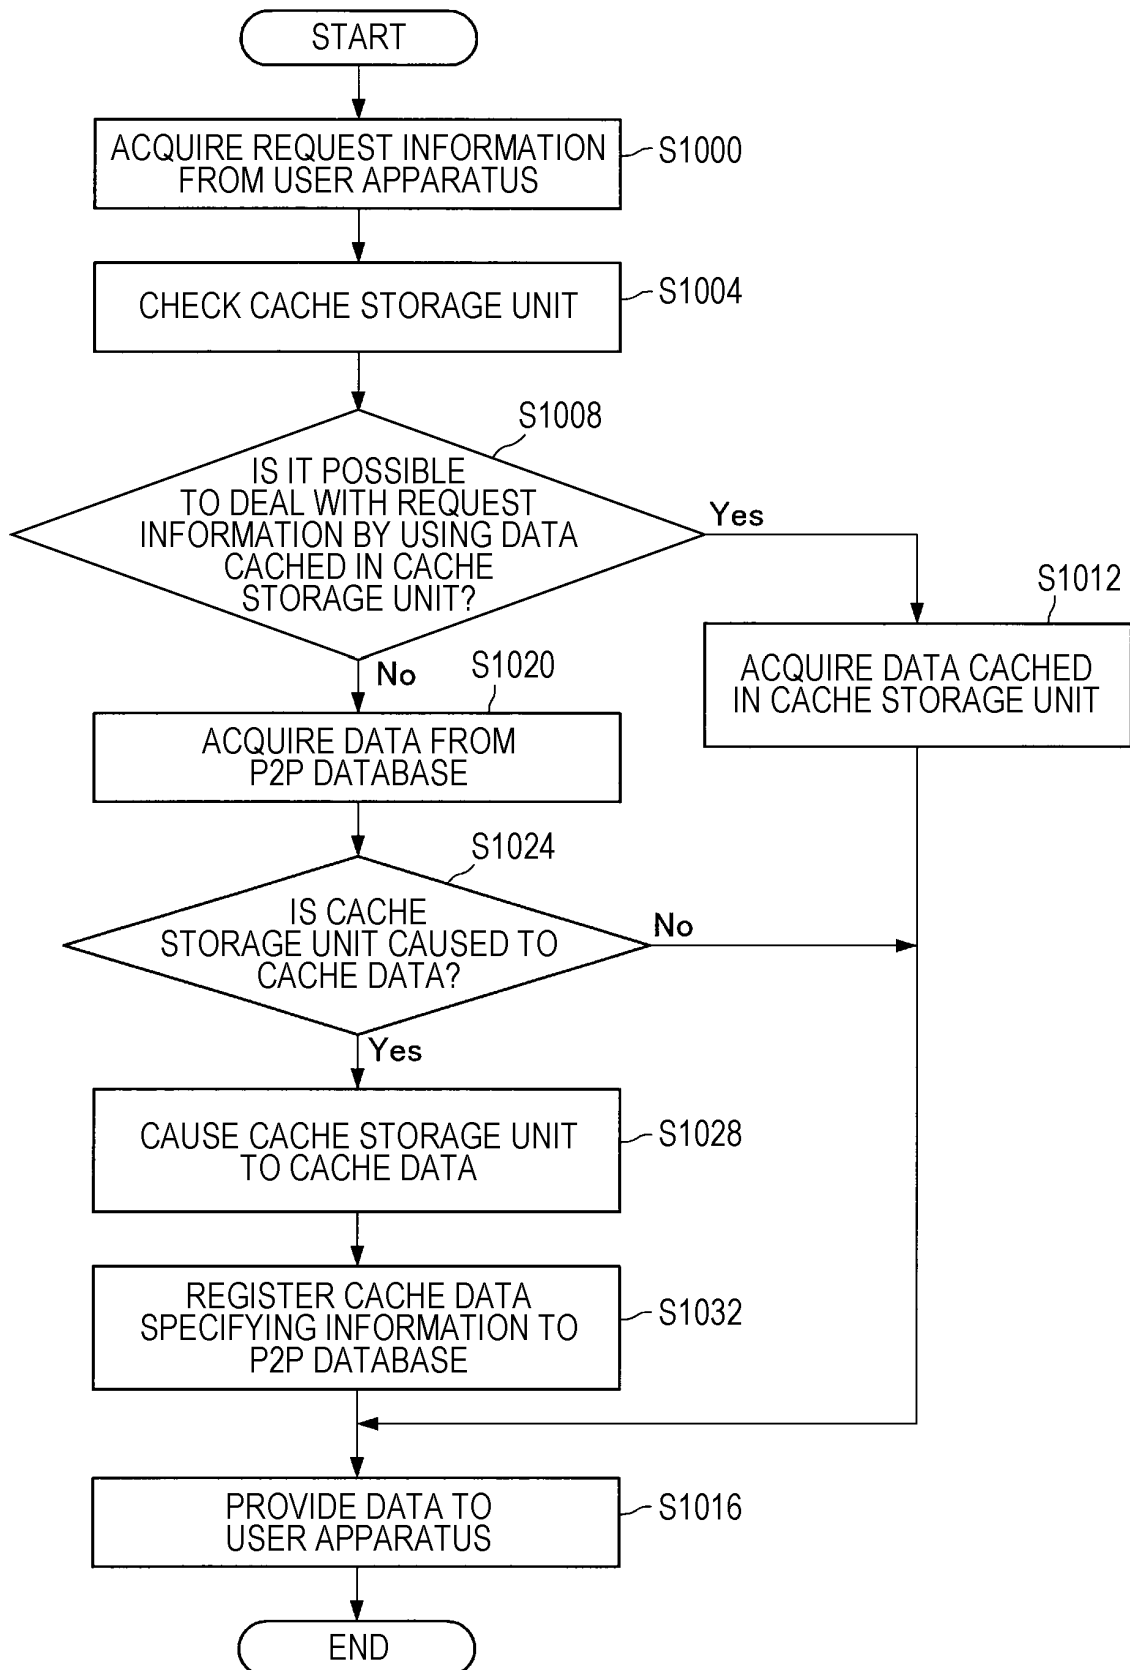 START
ACQUIRE REQUEST INFORMATION
FROM USER APPARATUS
S1000
CHECK CACHE STORAGE UNIT
S1004
S1008
IS IT POSSIBLE
TO DEAL WITH REQUEST
INFORMATION BY USING DATA
CACHED IN CACHE
STORAGE UNIT?
Yes
No
S1012
ACQUIRE DATA CACHED
IN CACHE STORAGE UNIT
S1020
ACQUIRE DATA FROM
P2P DATABASE
S1024
IS CACHE
STORAGE UNIT CAUSED TO
CACHE DATA?
No
Yes
CAUSE CACHE STORAGE UNIT
TO CACHE DATA
S1028
REGISTER CACHE DATA
SPECIFYING INFORMATION TO
P2P DATABASE
S1032
PROVIDE DATA TO
USER APPARATUS
S1016
END